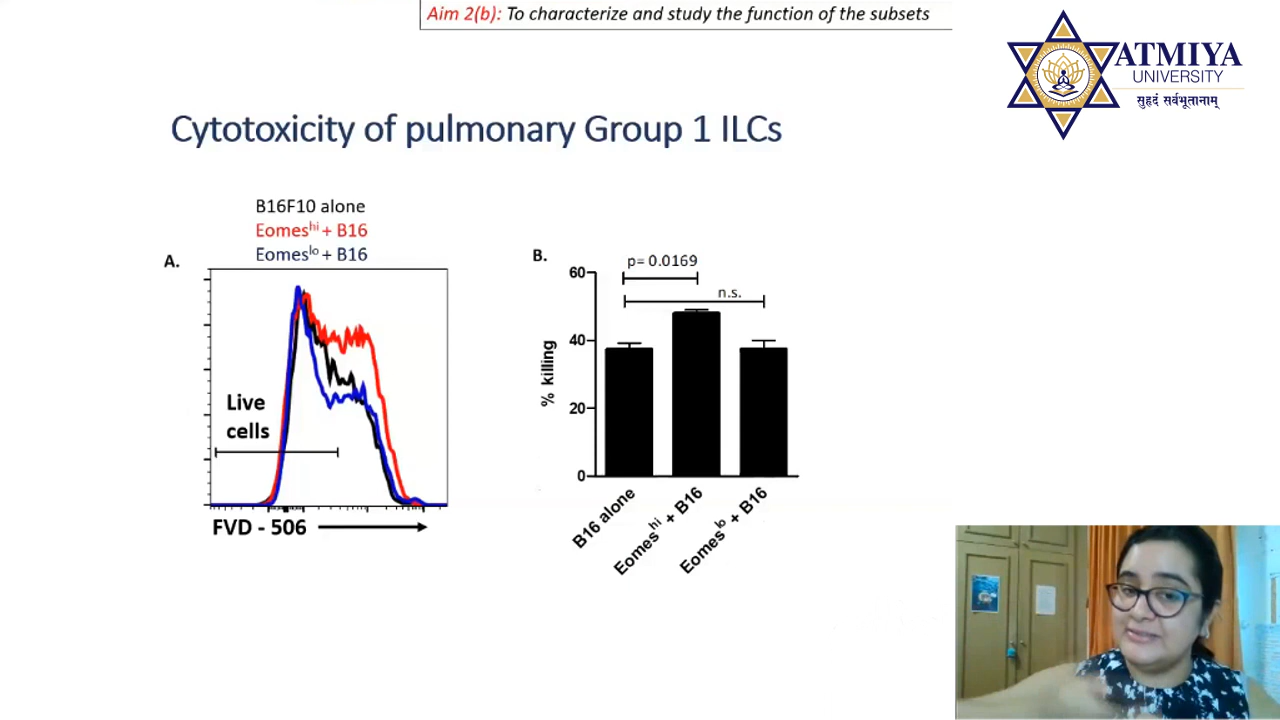 Aim 2(b): To characterize and study the function of the subsets
ATMIYA
UNIVERSITY
सुहृदं सर्वभूतानाम्
Cytotoxicity of pulmonary Group 1 ILCs
B16F10 alone
Eomeshi + B16
Eomeslo + B16
A.
Live
cells
FVD - 506
B.
p= 0.0169
n.s.
60
40
20
0
% killing
B16 alone
Eomeshi + B16
Eomeslo + B16